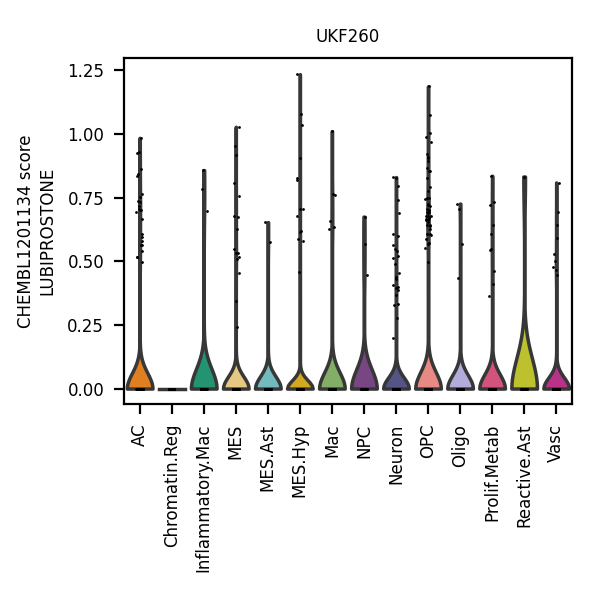 UKF260
CHEMBL1201134 score
LUBIPROSTONE
1.25
1.00
0.75
0.50
0.25
0.00
AC
Chromatin.Reg
Inflammatory.Mac
MES
MES.Ast
MES.Hyp
Mac
NPC
Neuron
OPC
Oligo
Prolif.Metab
Reactive.Ast
Vasc